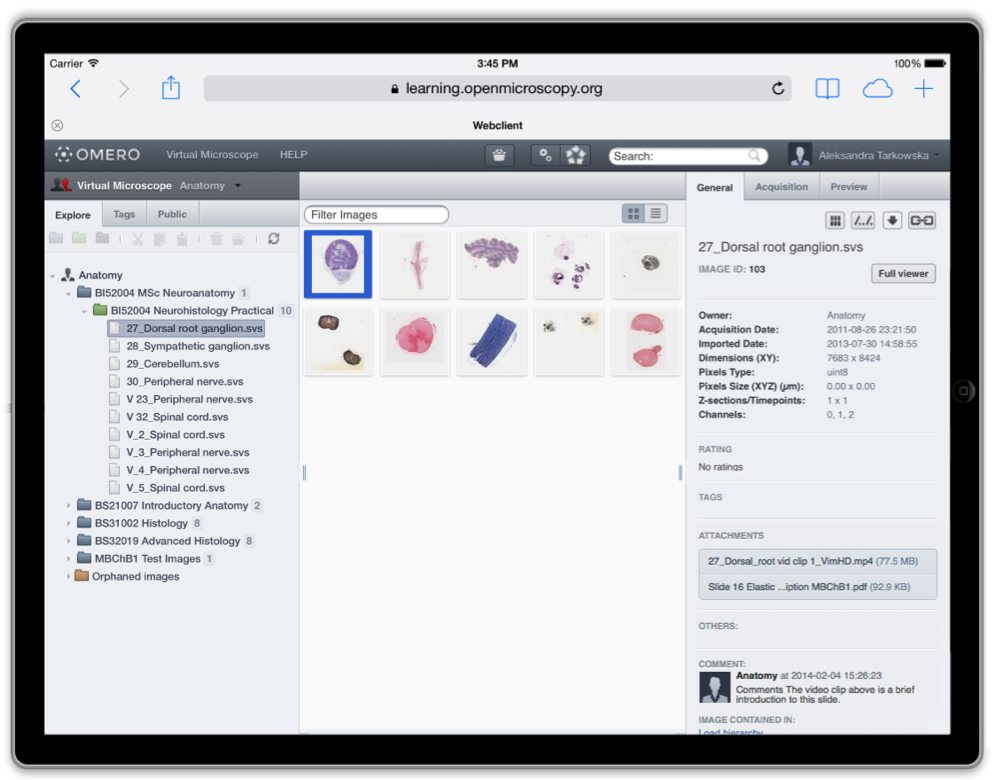 Carrier
3:45 PM
100%
learning.openmicroscopy.org
Webclient
OMERO
Virtual Microscope
HELP
Search:
Aleksandra Tarkowska
Virtual Microscope Anatomy
General
Acquisition
Preview
Explore
Tags
Public
Filter Images
Anatomy
BI52004 MSc Neuroanatomy 1
BI52004 Neurohistology Practical 10
27_Dorsal root ganglion.svs
28_Sympathetic ganglion.svs
29_Cerebellum.svs
30_Peripheral nerve.svs
V 23_Peripheral nerve.svs
V 32_Spinal cord.svs
V_2_Spinal cord.svs
V_3_Peripheral nerve.svs
V_4_Peripheral nerve.svs
V_5_Spinal cord.svs
BS21007 Introductory Anatomy 2
BS31002 Histology 8
BS32019 Advanced Histology 8
MBChB1 Test Images 1
Orphaned images
/.../
27_Dorsal root ganglion.svs
IMAGE ID: 103
Full viewer
Owner: Anatomy
Acquisition Date: 2011-08-26 23:21:50
Imported Date: 2013-07-30 14:58:55
Dimensions (XY): 7683 x 8424
Pixels Type: uint8
Pixels Size (XYZ) (µm): 0.00 x 0.00
Z-sections/Timepoints: 1 x 1
Channels: 0, 1, 2
RATING
No ratings
TAGS
ATTACHMENTS
27_Dorsal_root vid clip 1_VimHD.mp4 (77.5 MB)
Slide 16 Elastic ...iption MBChB1.pdf (92.9 KB)
OTHERS:
COMMENT:
Anatomy at 2014-02-04 15:26:23
Comments The video clip above is a brief
introduction to this slide.
IMAGE CONTAINED IN:
Load hierarchy